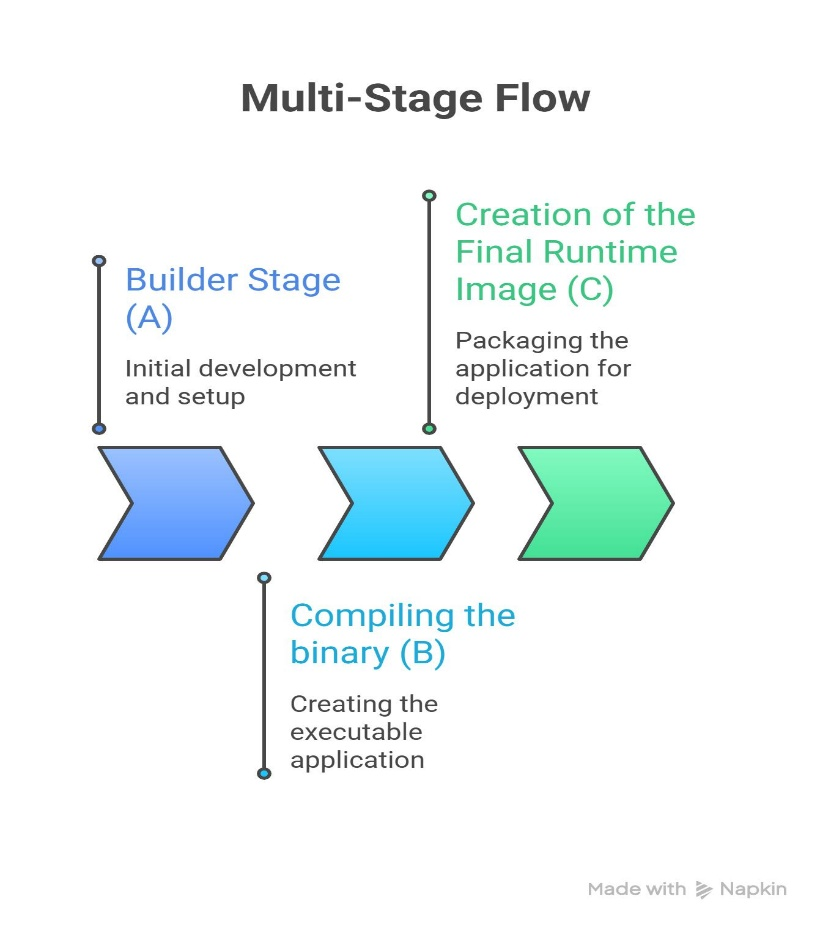 Multi-Stage Flow
Builder Stage
(A)
Initial development
and setup
Compiling the
binary (B)
Creating the
executable
application
Creation of the
Final Runtime
Image (C)
Packaging the
application for
deployment
Made with Napkin